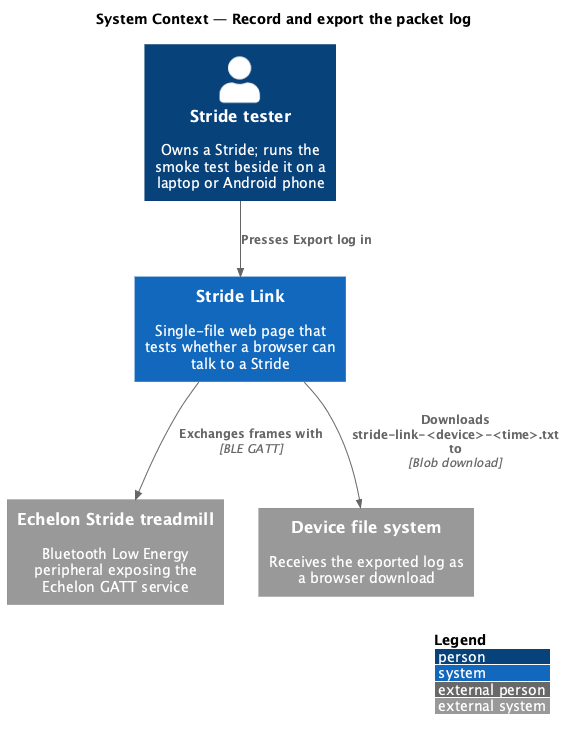 System Context — Record and export the packet log
Stride tester
Owns a Stride; runs the
smoke test beside it on a
laptop or Android phone
Presses Export log in
Stride Link
Single-file web page that
tests whether a browser can
talk to a Stride
Exchanges frames with
[BLE GATT]
Downloads
stride-link-<device>-<time>.txt
to
[Blob download]
Echelon Stride treadmill
Bluetooth Low Energy
peripheral exposing the
Echelon GATT service
Device file system
Receives the exported log as
a browser download
Legend
person
system
external person
external system